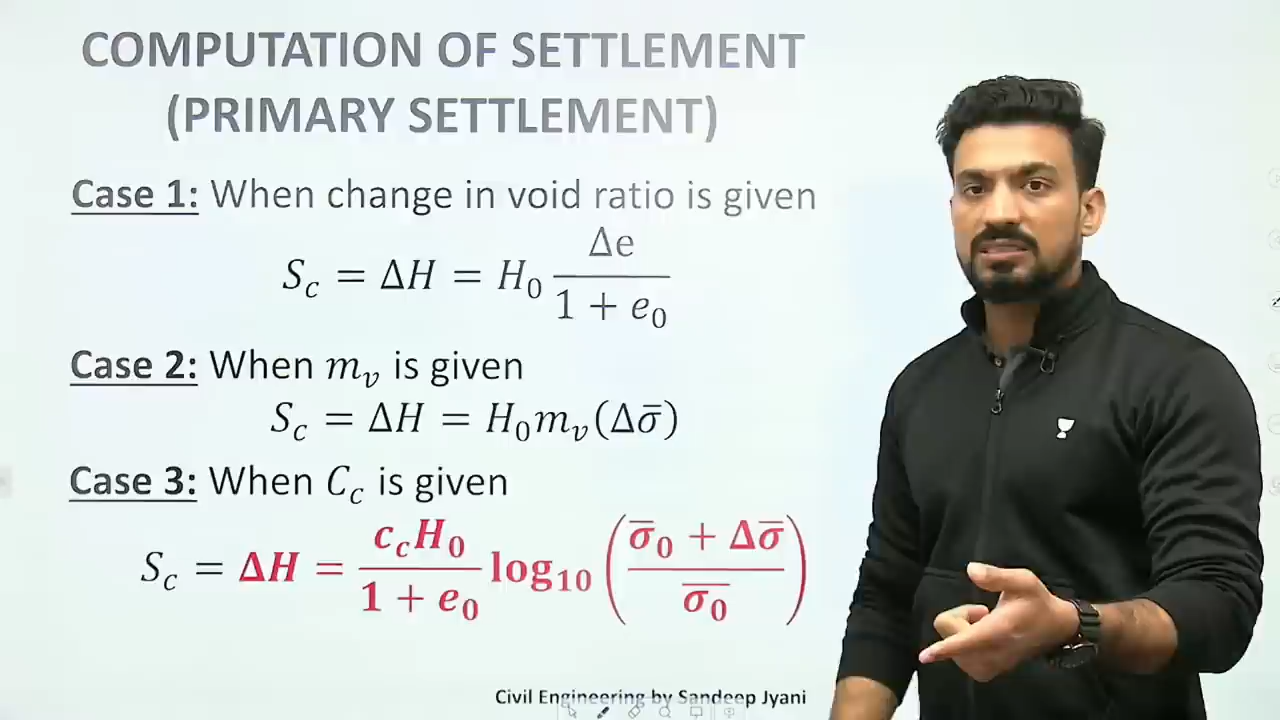 COMPUTATION OF SETTLEMENT
(PRIMARY SETTLEMENT)
Case 1: When change in void ratio is given
S_c = ΔH = H_0 Δe / (1 + e_0)
Case 2: When m_v is given
S_c = ΔH = H_0 m_v (Δσ̄)
Case 3: When C_c is given
S_c = ΔH = (c_c H_0) / (1 + e_0) log_10 ((σ̄_0 + Δσ̄) / σ̄_0)
Civil Engineering by Sandeep Jyani